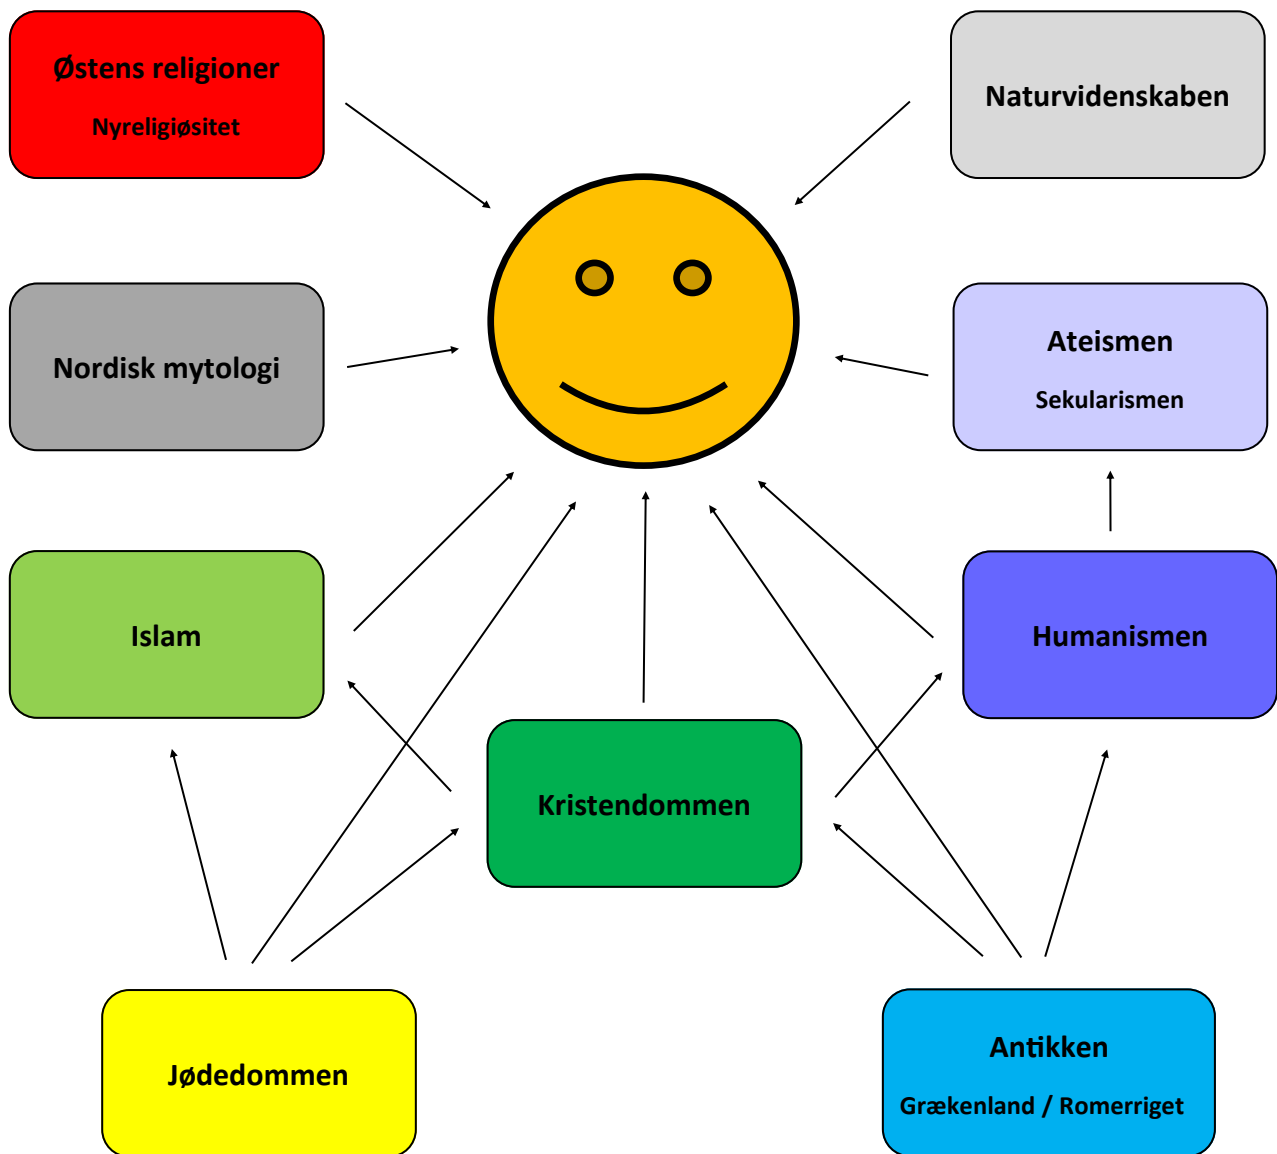 Østens religioner
Nyreligiøsitet
Naturvidenskaben
Nordisk mytologi
Ateismen
Sekularismen
Islam
Humanismen
Kristendommen
Jødedommen
Antikken
Grækenland / Romerriget